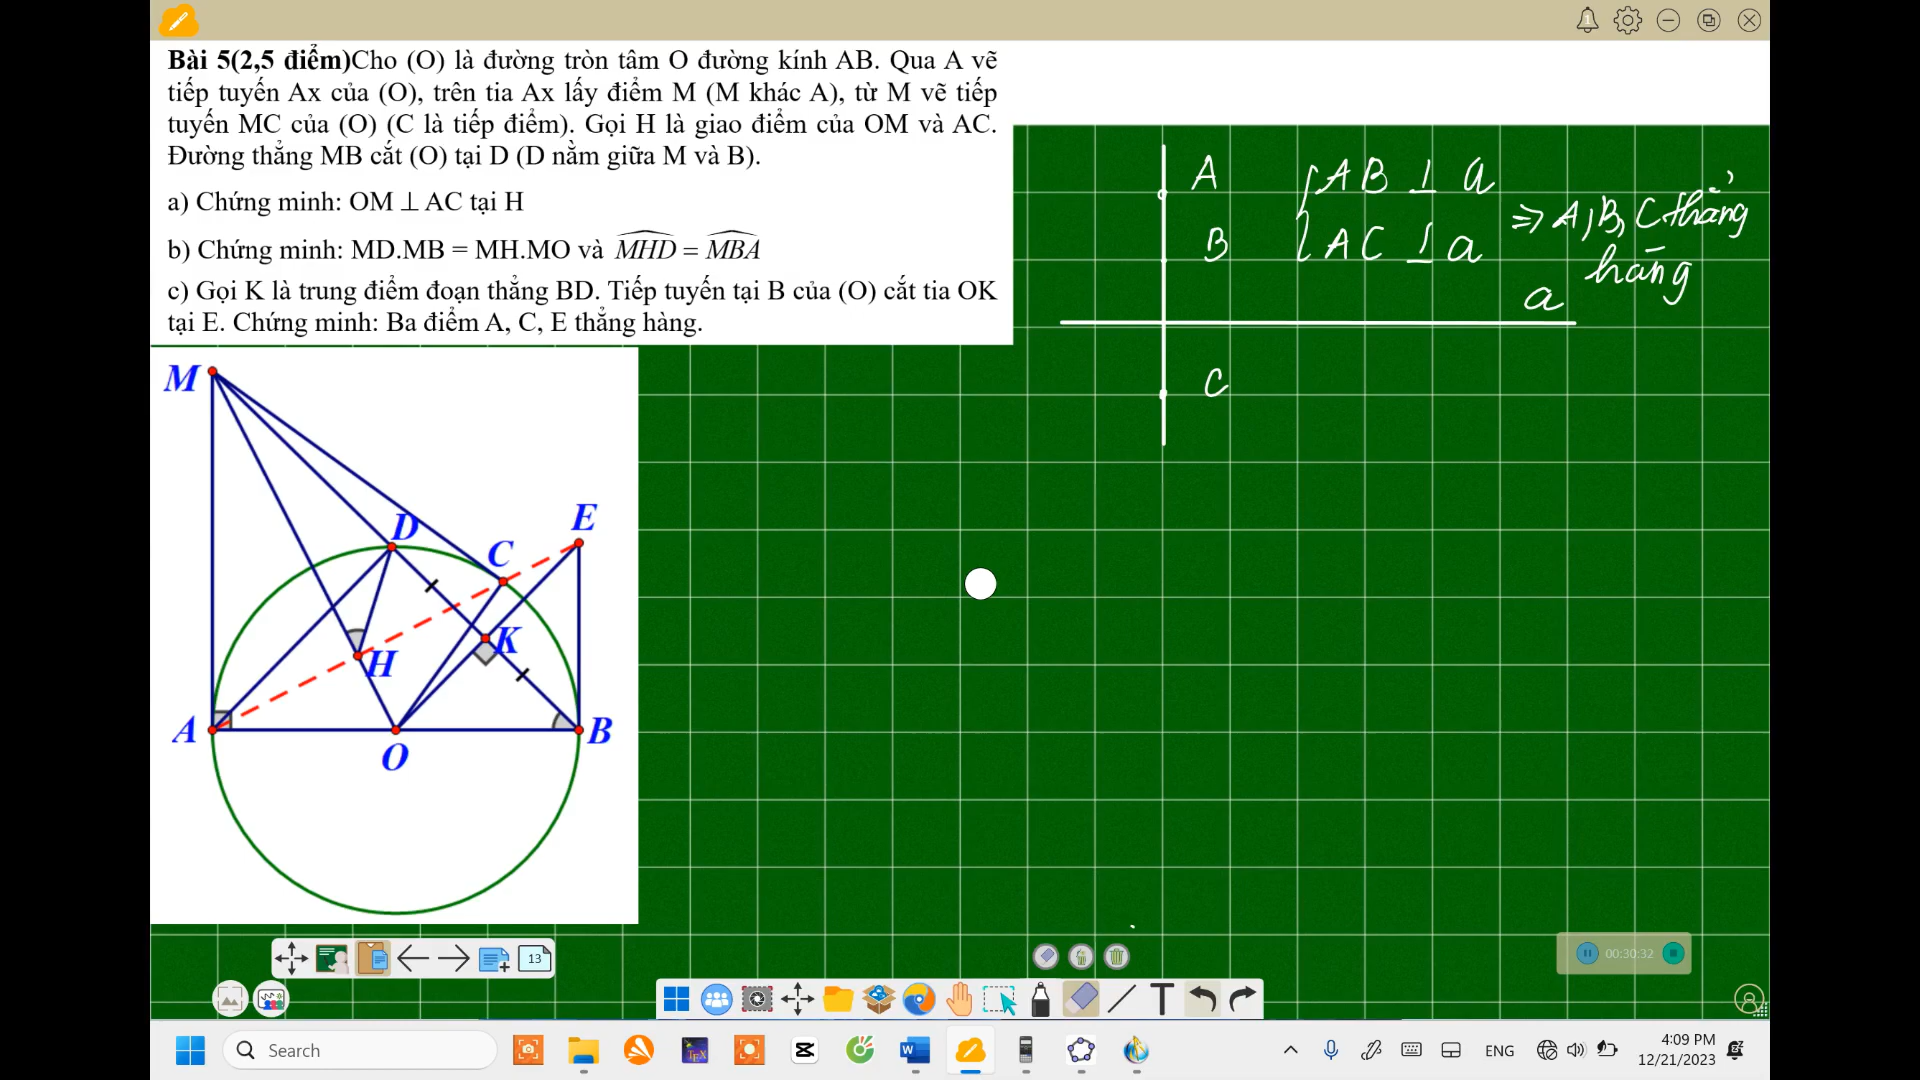 Bài 5(2,5 điểm)Cho (O) là đường tròn tâm O đường kính AB. Qua A vẽ
tiếp tuyến Ax của (O), trên tia Ax lấy điểm M (M khác A), từ M vẽ tiếp
tuyến MC của (O) (C là tiếp điểm). Gọi H là giao điểm của OM và AC.
Đường thẳng MB cắt (O) tại D (D nằm giữa M và B).
a) Chứng minh: OM ⊥ AC tại H
b) Chứng minh: MD.MB = MH.MO và \widehat{MHD} = \widehat{MBA}
c) Gọi K là trung điểm đoạn thẳng BD. Tiếp tuyến tại B của (O) cắt tia OK
tại E. Chứng minh: Ba điểm A, C, E thẳng hàng.
A
B
C
{ AB ⊥ a
AC ⊥ a
⇒ A, B, C thẳng
hàng
a
M
D
E
C
K
H
A
O
B
13
00:30:32
Search
ENG
4:09 PM
12/21/2023